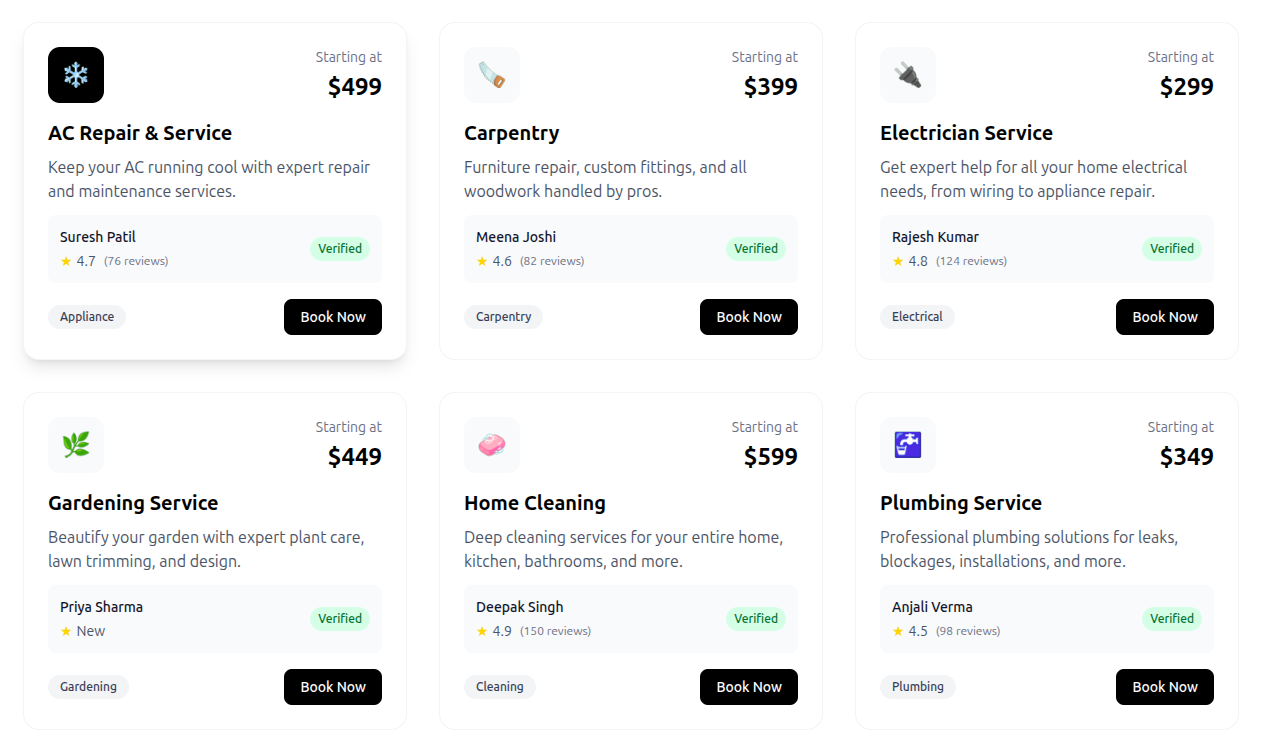 Starting at
$499
AC Repair & Service
Keep your AC running cool with expert repair
and maintenance services.
Suresh Patil
★ 4.7 (76 reviews)
Verified
Appliance
Book Now
Starting at
$399
Carpentry
Furniture repair, custom fittings, and all
woodwork handled by pros.
Meena Joshi
★ 4.6 (82 reviews)
Verified
Carpentry
Book Now
Starting at
$299
Electrician Service
Get expert help for all your home electrical
needs, from wiring to appliance repair.
Rajesh Kumar
★ 4.8 (124 reviews)
Verified
Electrical
Book Now
Starting at
$449
Gardening Service
Beautify your garden with expert plant care,
lawn trimming, and design.
Priya Sharma
★ New
Verified
Gardening
Book Now
Starting at
$599
Home Cleaning
Deep cleaning services for your entire home,
kitchen, bathrooms, and more.
Deepak Singh
★ 4.9 (150 reviews)
Verified
Cleaning
Book Now
Starting at
$349
Plumbing Service
Professional plumbing solutions for leaks,
blockages, installations, and more.
Anjali Verma
★ 4.5 (98 reviews)
Verified
Plumbing
Book Now